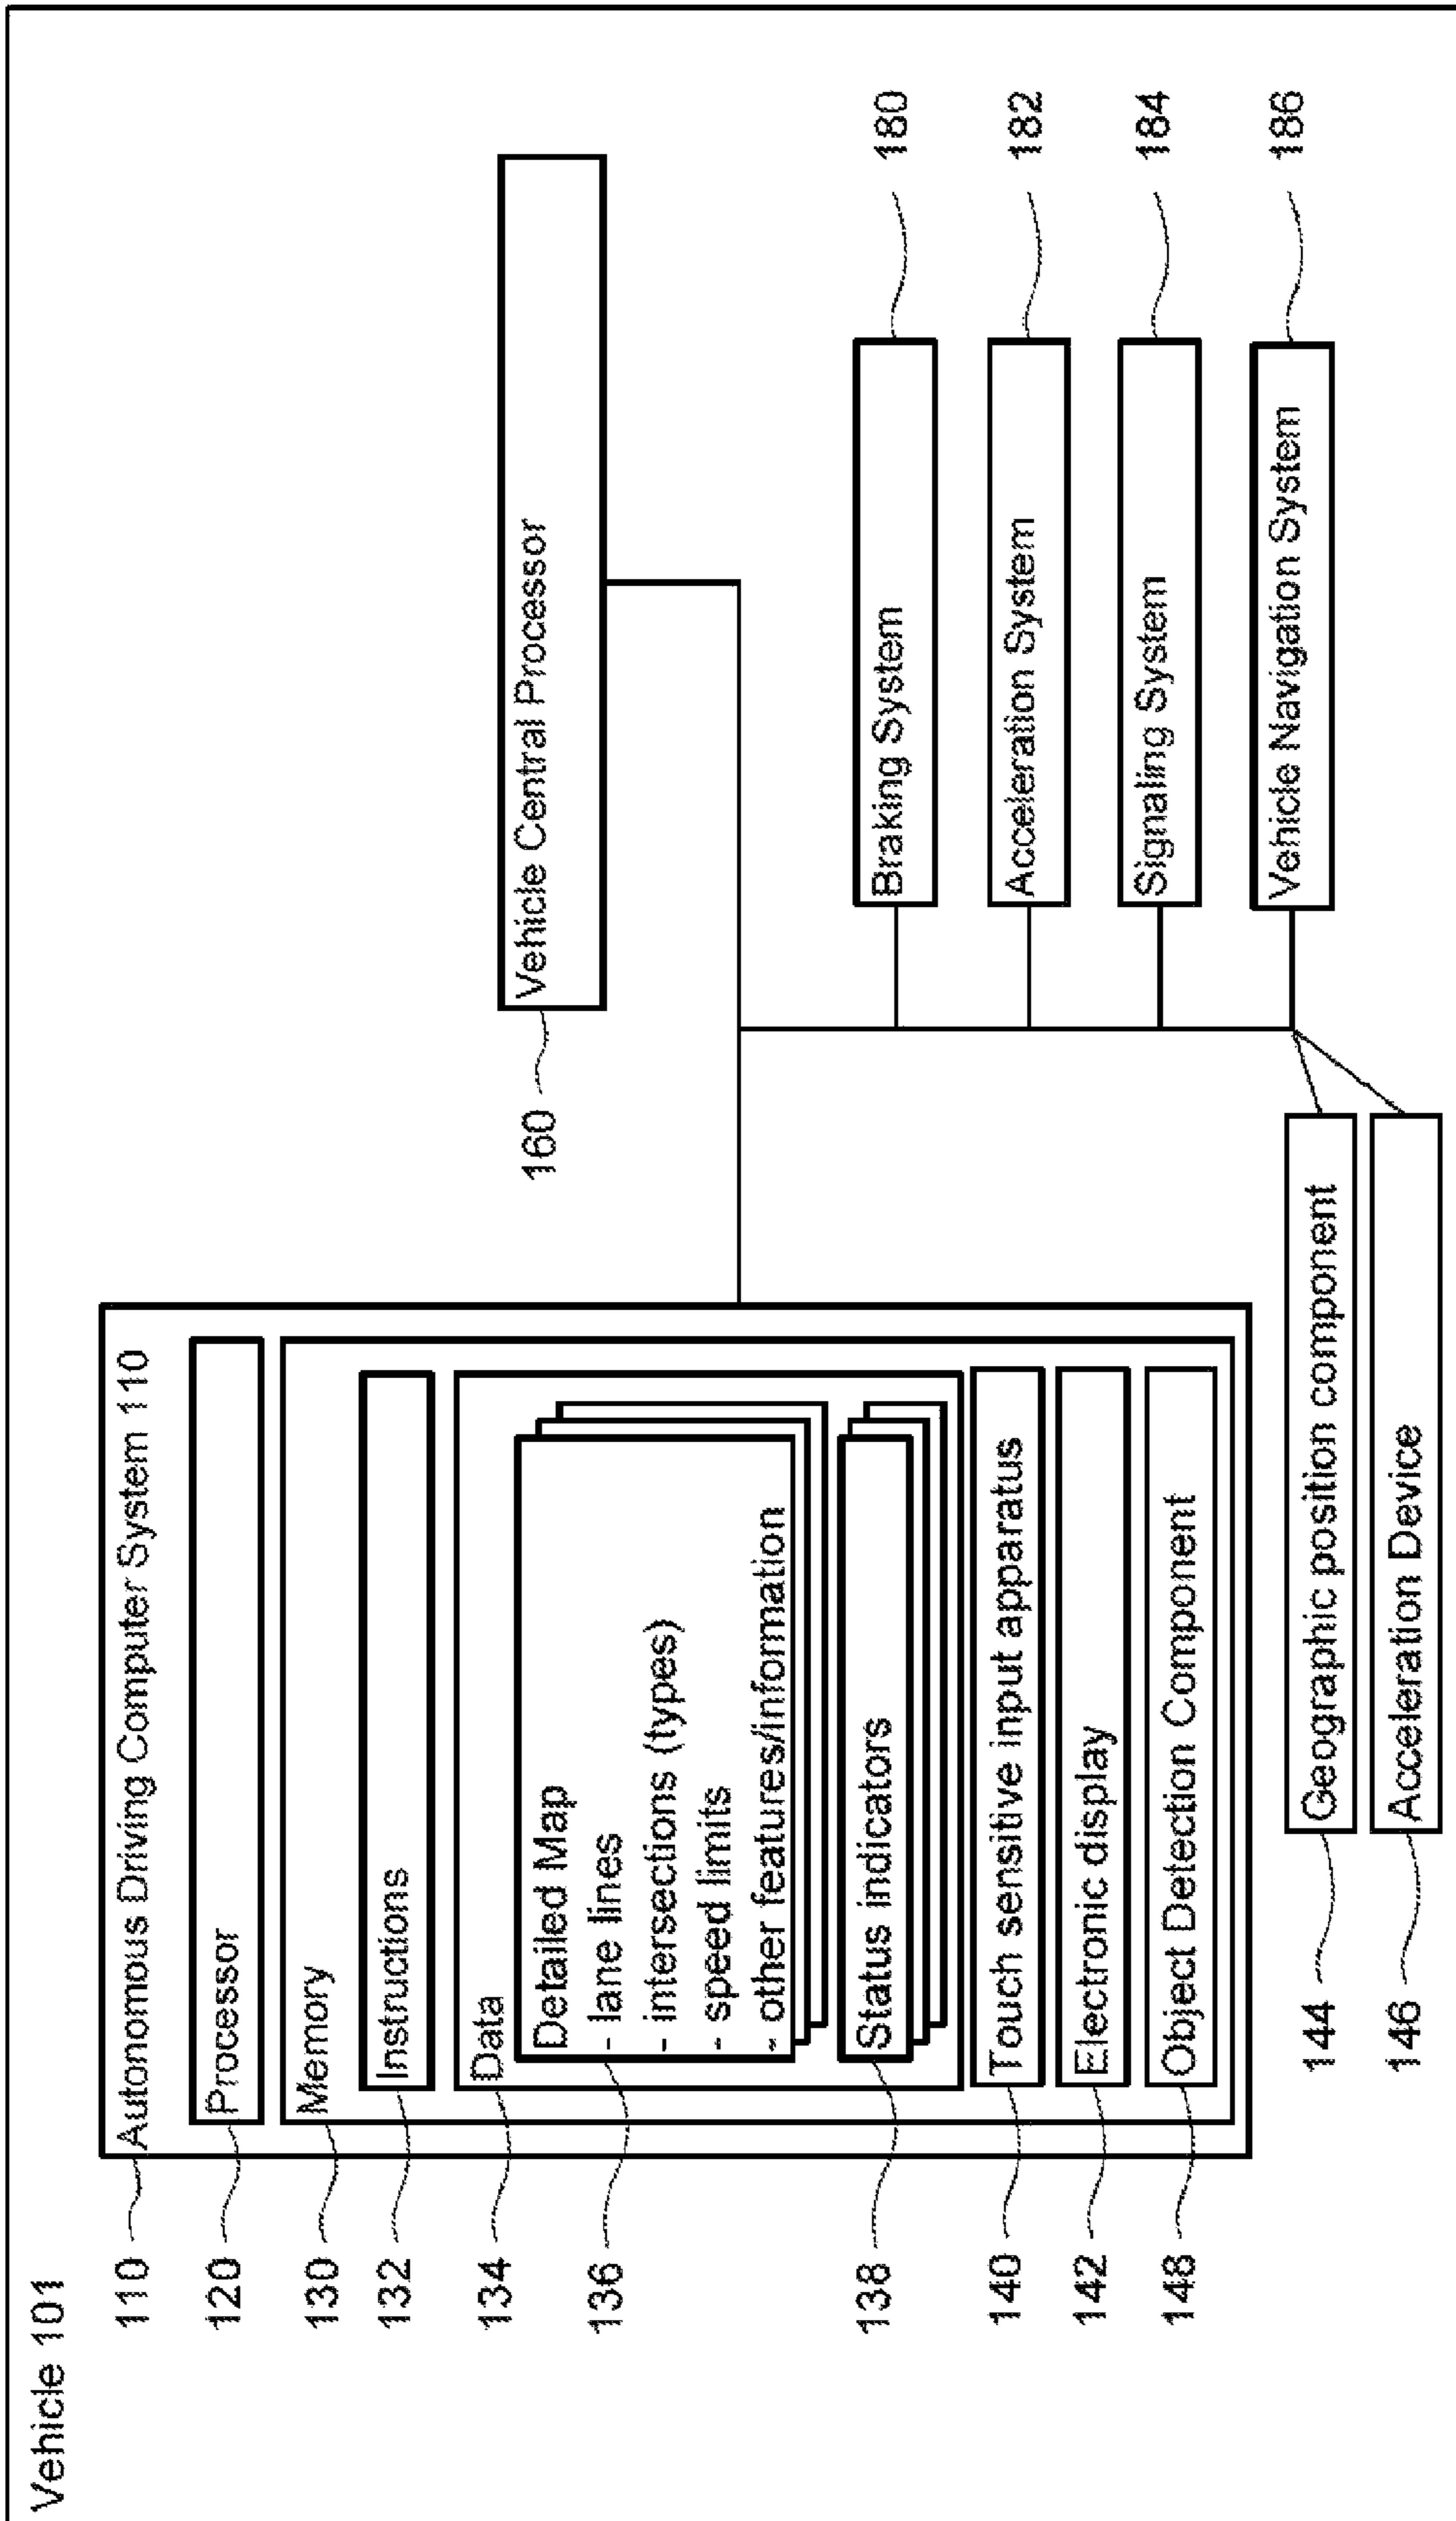 Vehicle 101
110
Autonomous Driving Computer System 110
120
Processor
130
Memory
132
Instructions
134
Data
136
Detailed Map
- lane lines
- intersections (types)
- speed limits
- other features/information
138
Status indicators
140
Touch sensitive input apparatus
142
Electronic display
148
Object Detection Component
144
Geographic position component
146
Acceleration Device
160
Vehicle Central Processor
Braking System
180
Acceleration System
182
Signaling System
184
Vehicle Navigation System
186